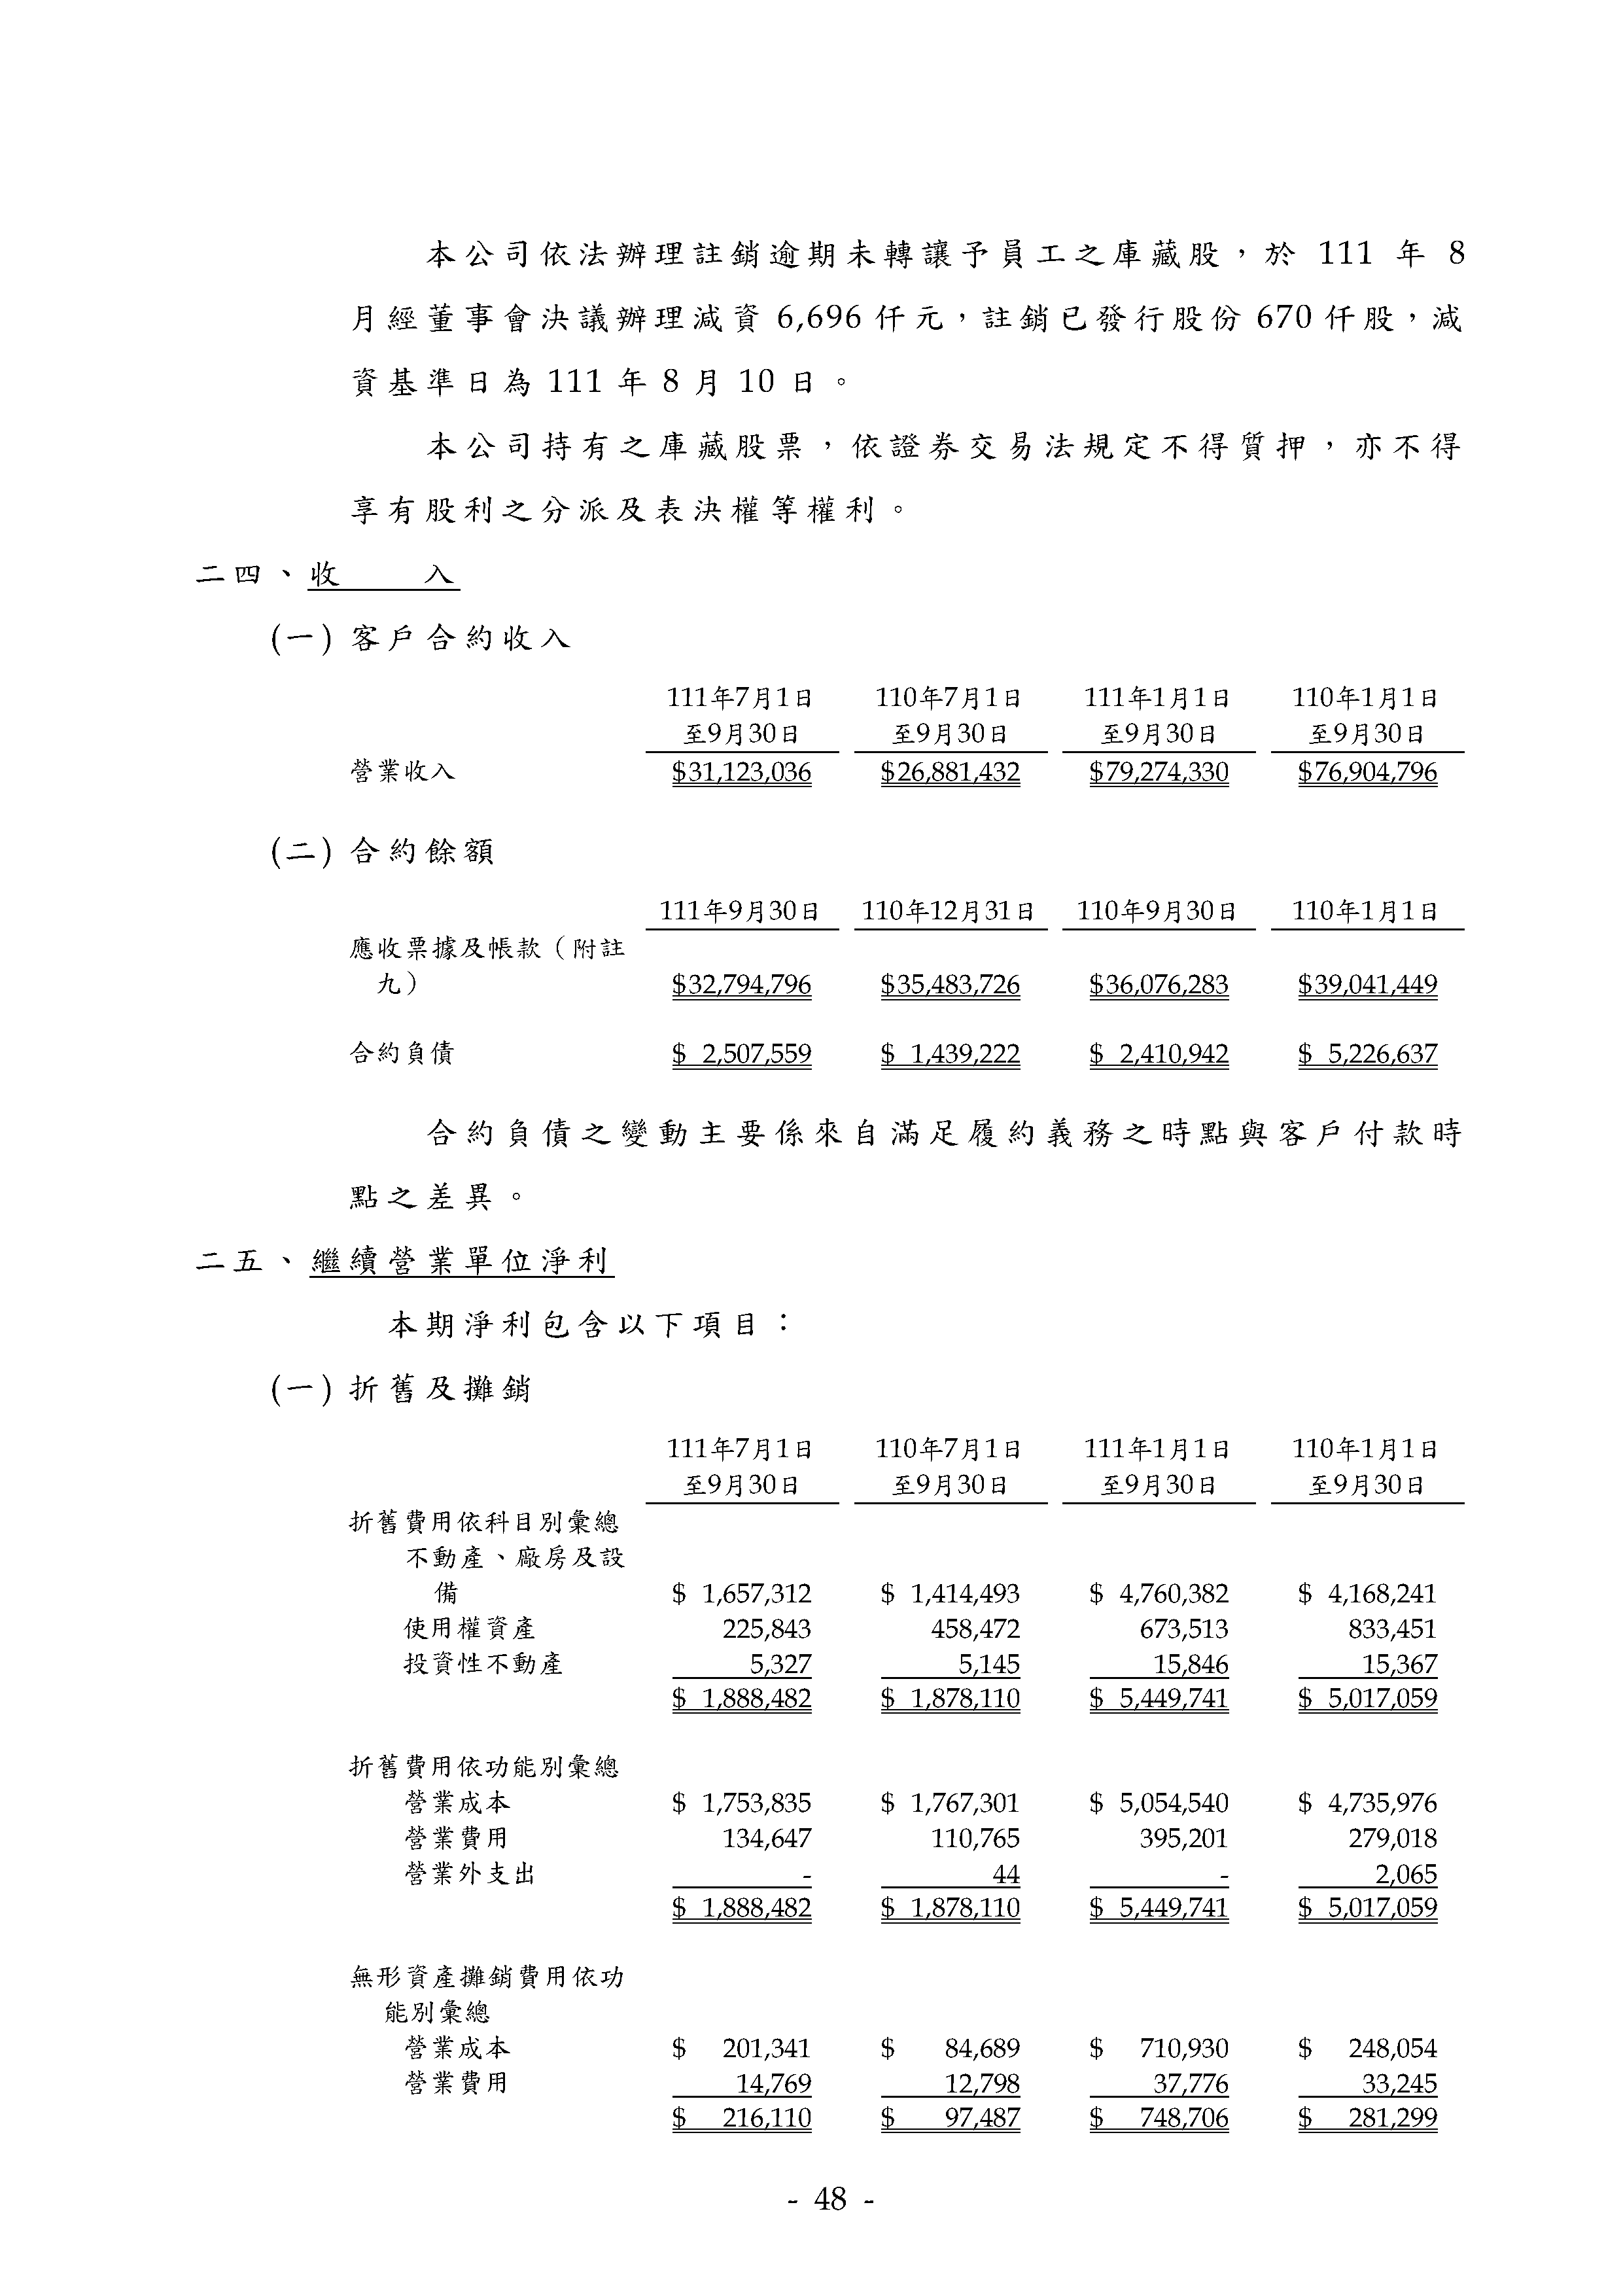 本公司依法辦理註銷逾期未轉讓予員工之庫藏股，於 111 年 8
月經董事會決議辦理減資 6,696 仟元，註銷已發行股份 670 仟股，減
資基準日為 111 年 8 月 10 日。
本公司持有之庫藏股票，依證券交易法規定不得質押，亦不得
享有股利之分派及表決權等權利。
二四、收 入
(一) 客戶合約收入
111年7月1日 110年7月1日 111年1月1日 110年1月1日
至9月30日 至9月30日 至9月30日 至9月30日
營業收入 $31,123,036 $26,881,432 $79,274,330 $76,904,796
(二) 合約餘額
111年9月30日 110年12月31日 110年9月30日 110年1月1日
應收票據及帳款（附註
九） $32,794,796 $35,483,726 $36,076,283 $39,041,449
合約負債 $ 2,507,559 $ 1,439,222 $ 2,410,942 $ 5,226,637
合約負債之變動主要係來自滿足履約義務之時點與客戶付款時
點之差異。
二五、繼續營業單位淨利
本期淨利包含以下項目：
(一) 折舊及攤銷
111年7月1日 110年7月1日 111年1月1日 110年1月1日
至9月30日 至9月30日 至9月30日 至9月30日
折舊費用依科目別彙總
不動產、廠房及設
備 $ 1,657,312 $ 1,414,493 $ 4,760,382 $ 4,168,241
使用權資產 225,843 458,472 673,513 833,451
投資性不動產 5,327 5,145 15,846 15,367
$ 1,888,482 $ 1,878,110 $ 5,449,741 $ 5,017,059
折舊費用依功能別彙總
營業成本 $ 1,753,835 $ 1,767,301 $ 5,054,540 $ 4,735,976
營業費用 134,647 110,765 395,201 279,018
營業外支出 - 44 - 2,065
$ 1,888,482 $ 1,878,110 $ 5,449,741 $ 5,017,059
無形資產攤銷費用依功
能別彙總
營業成本 $ 201,341 $ 84,689 $ 710,930 $ 248,054
營業費用 14,769 12,798 37,776 33,245
$ 216,110 $ 97,487 $ 748,706 $ 281,299
- 48 -